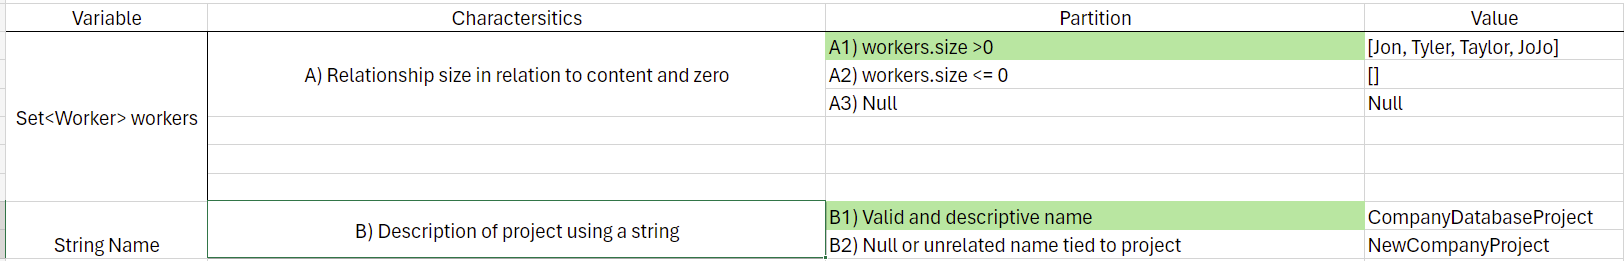 Variable Charactersitics Partition Value
A1) workers.size >0 [Jon, Tyler, Taylor, JoJo]
A) Relationship size in relation to content and zero A2) workers.size <= 0 []
A3) Null Null
Set<Worker> workers
B1) Valid and descriptive name CompanyDatabaseProject
B) Description of project using a string
String Name B2) Null or unrelated name tied to project NewCompanyProject